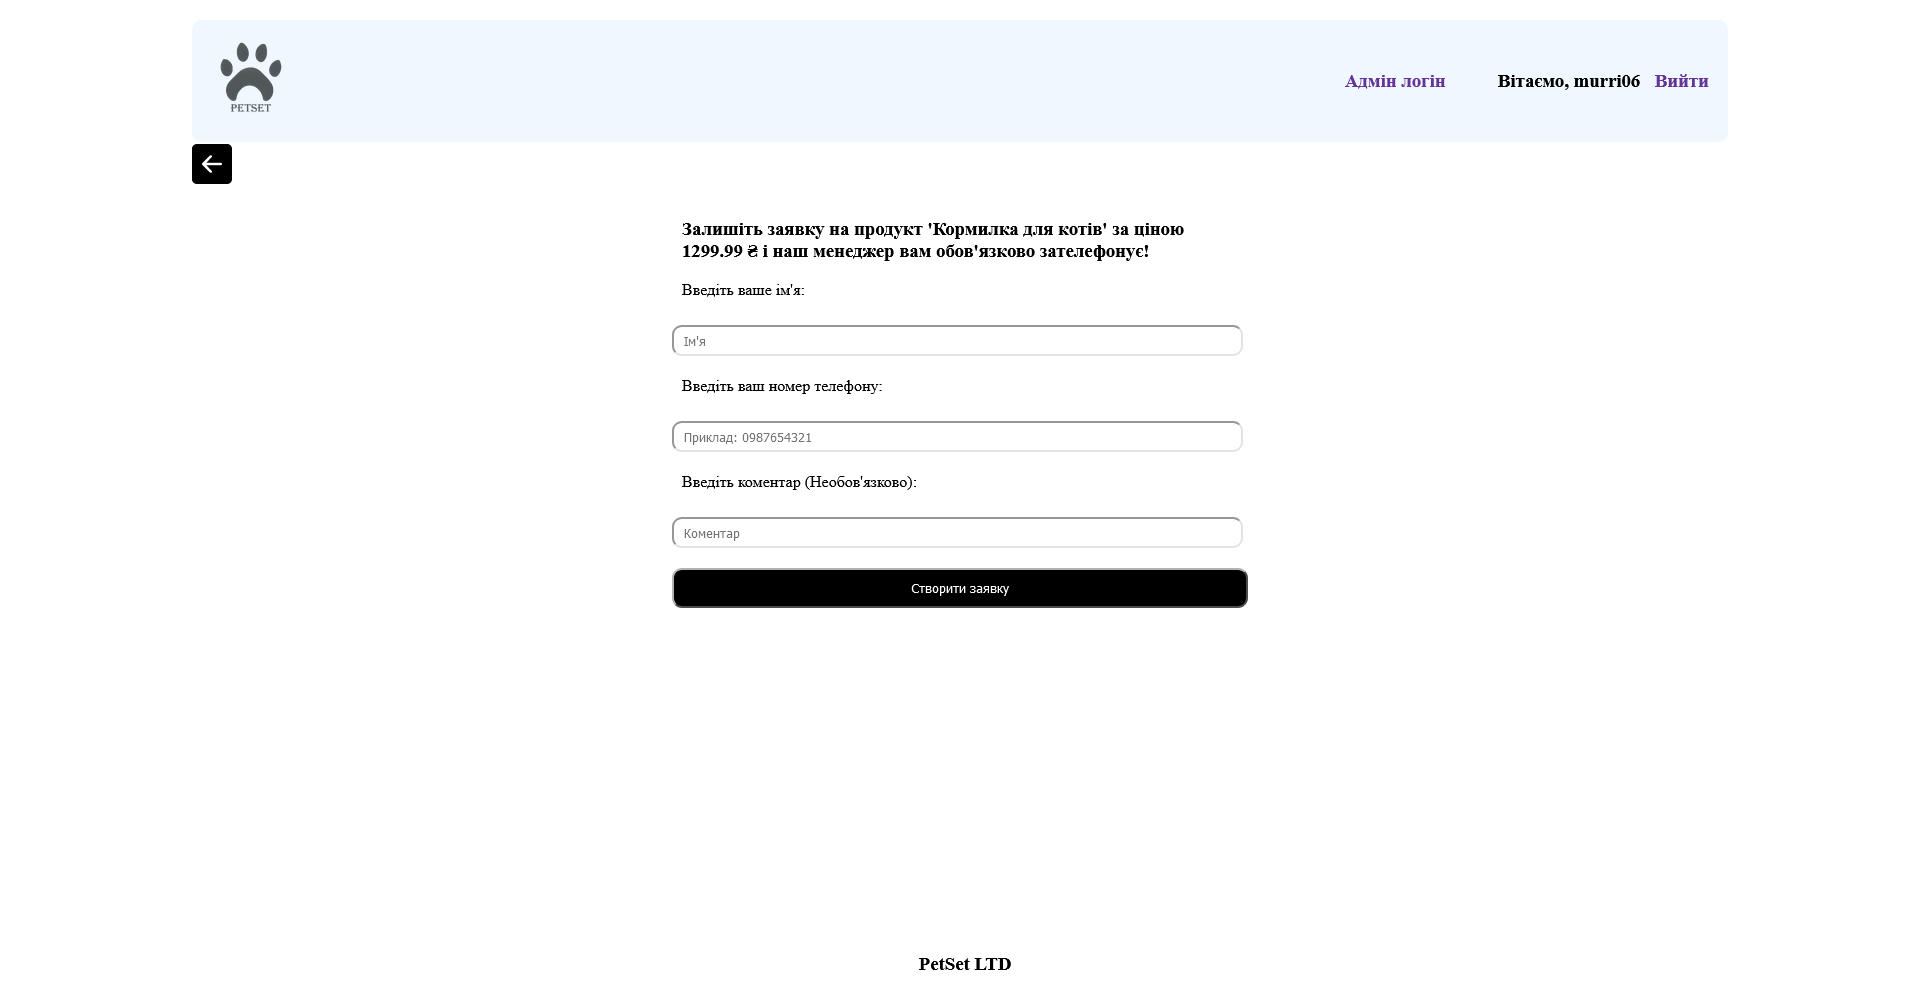 PETSET
Адмін логін
Вітаємо, murri06
Вийти
Залишіть заявку на продукт 'Кормилка для котів' за ціною
1299.99 ₴ і наш менеджер вам обов'язково зателефонує!
Введіть ваше ім'я:
Ім'я
Введіть ваш номер телефону:
Приклад: 0987654321
Введіть коментар (Необов'язково):
Коментар
Створити заявку
PetSet LTD